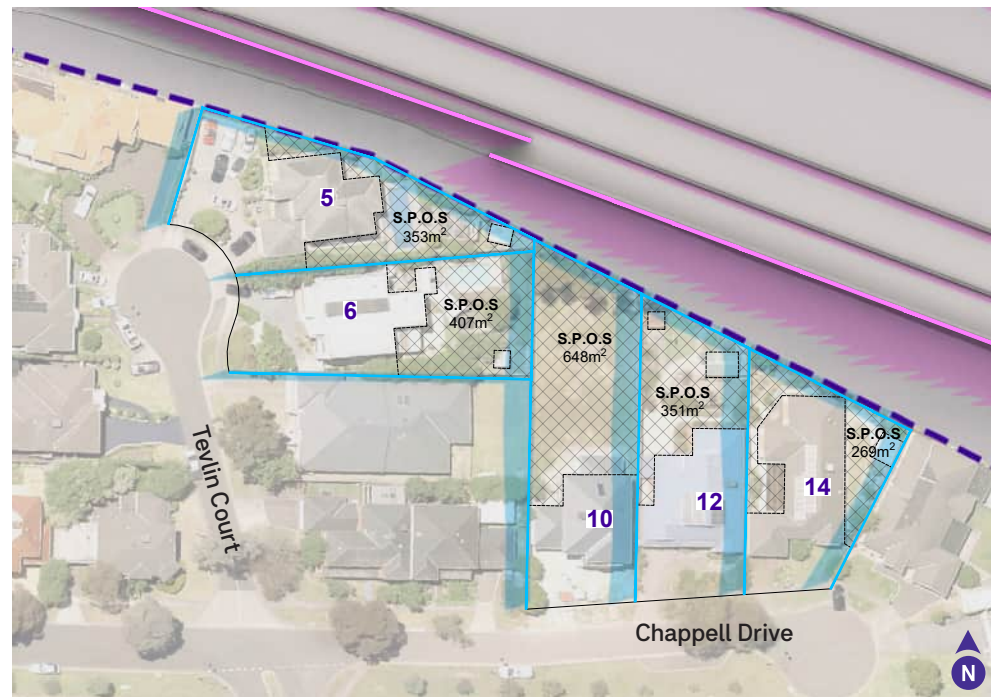 5
S.P.O.S
353m²
6
S.P.O.S
407m²
S.P.O.S
648m²
S.P.O.S
351m²
S.P.O.S
269m²
14
12
10
Tevlin Court
Chappell Drive
N